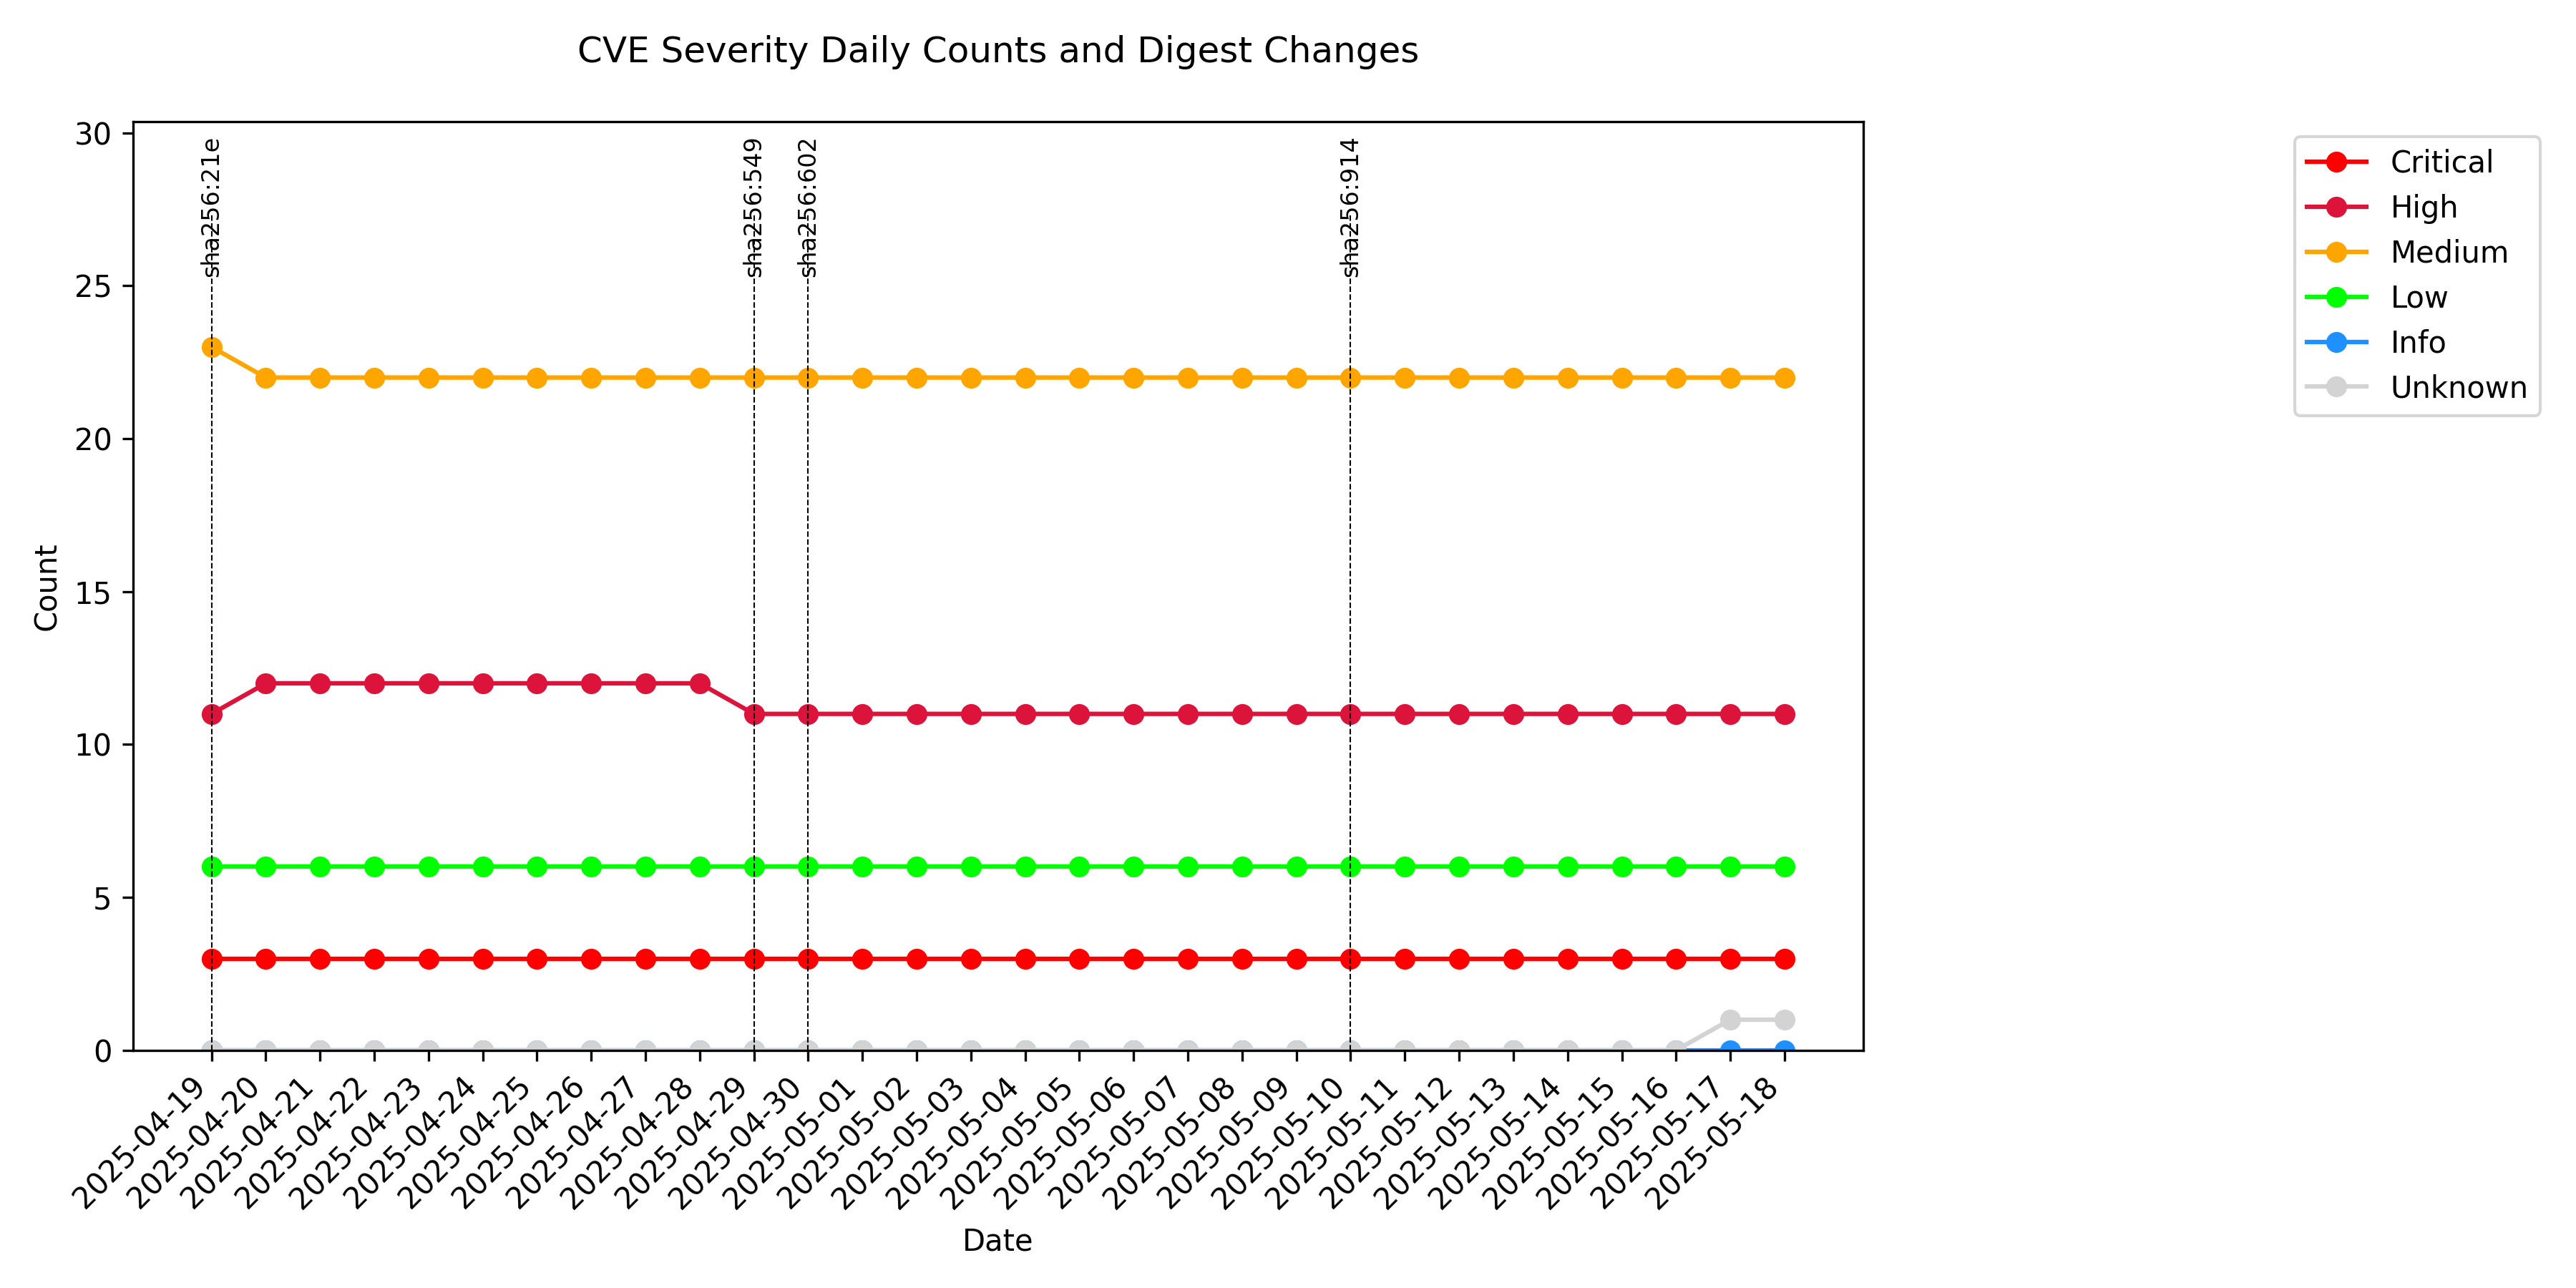 CVE Severity Daily Counts and Digest Changes
30
25
20
15
10
5
0
Count
sha256:21e
sha256:549
sha256:602
sha256:914
Critical
High
Medium
Low
Info
Unknown
2025-04-19
2025-04-20
2025-04-21
2025-04-22
2025-04-23
2025-04-24
2025-04-25
2025-04-26
2025-04-27
2025-04-28
2025-04-29
2025-04-30
2025-05-01
2025-05-02
2025-05-03
2025-05-04
2025-05-05
2025-05-06
2025-05-07
2025-05-08
2025-05-09
2025-05-10
2025-05-11
2025-05-12
2025-05-13
2025-05-14
2025-05-15
2025-05-16
2025-05-17
2025-05-18
Date